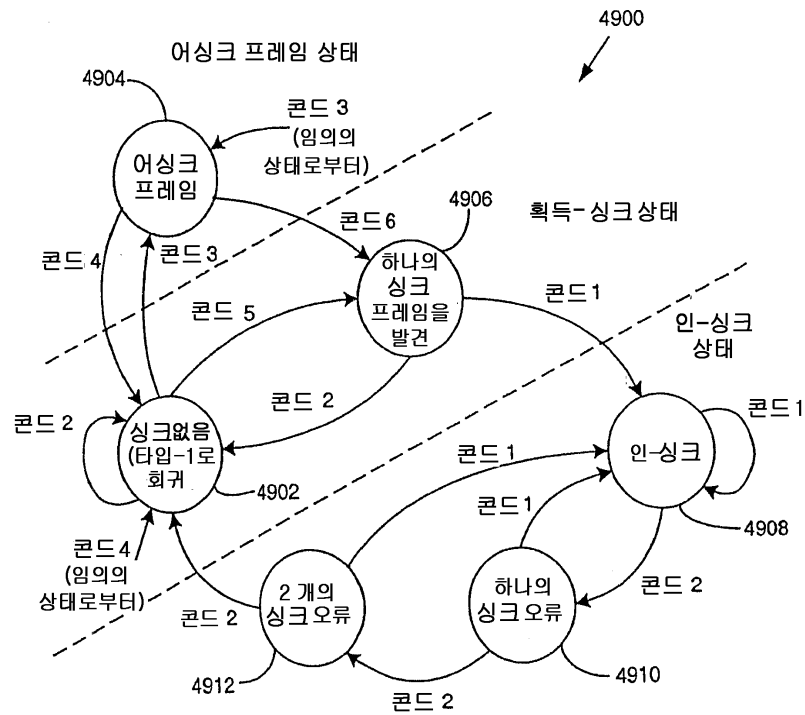 4900
어싱크 프레임 상태
4904
콘드 3
(임의의
상태로부터)
어싱크
프레임
4906
획득-싱크 상태
콘드 6
콘드 4
콘드 3
하나의
싱크
프레임을
발견
콘드 5
콘드 1
인-싱크
상태
콘드 2
콘드 2
싱크없음
(타입-1로
회귀
4902
콘드 1
콘드 1
인-싱크
콘드 1
4908
콘드 4
(임의의
상태로부터)
콘드 2
2 개의
싱크 오류
하나의
싱크 오류
콘드 2
4912
4910
콘드 2